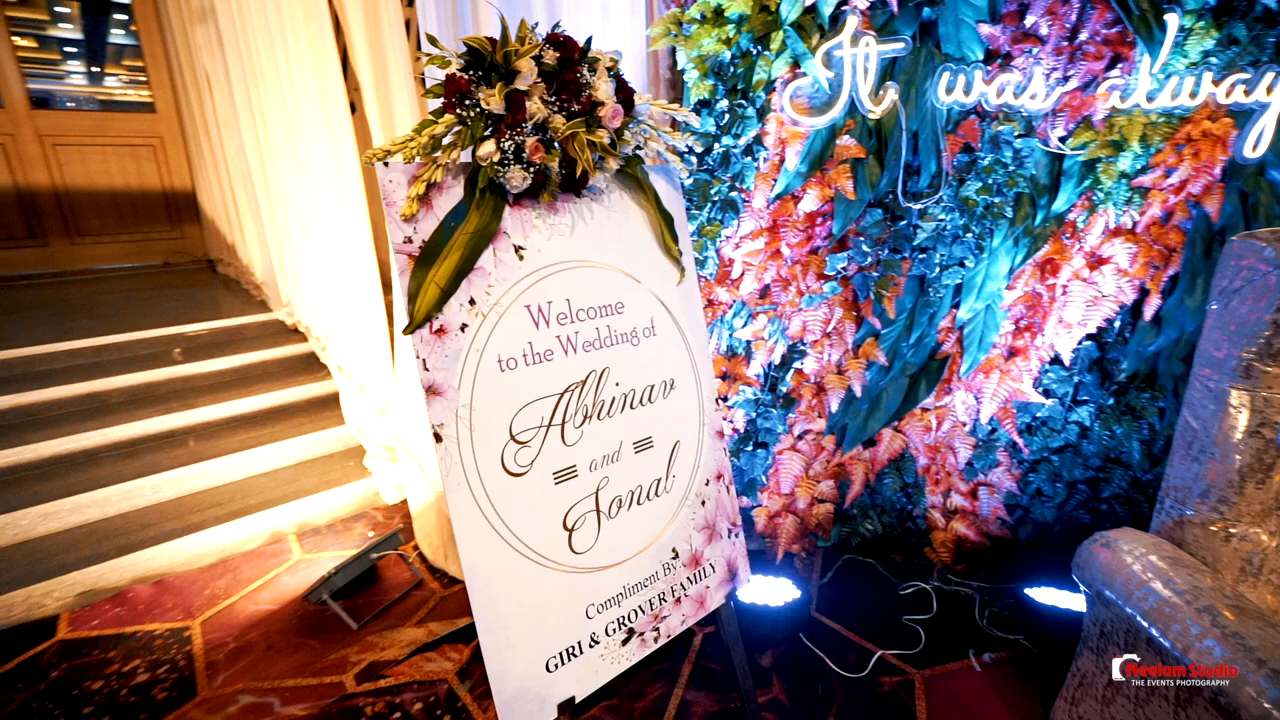 It was alway
Welcome
to the Wedding of
Abhinav
and
Sonal
Compliment By:
GIRI & GROVER FAMILY
Neelam Studio
THE EVENTS PHOTOGRAPHY